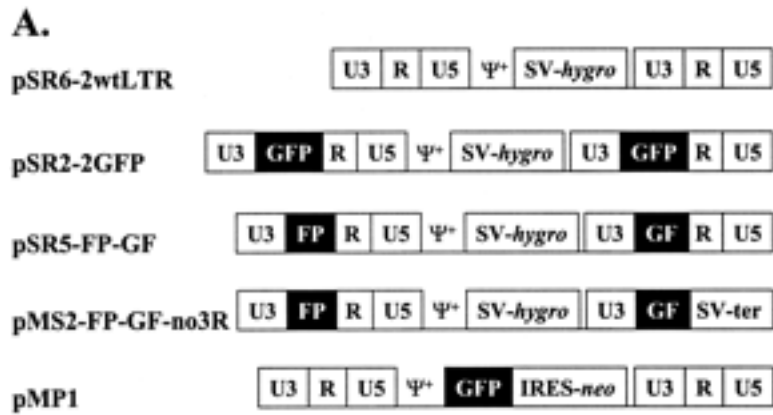 A.
pSR6-2wtLTR U3 R U5 Ψ+ SV-hygro U3 R U5
pSR2-2GFP U3 GFP R U5 Ψ+ SV-hygro U3 GFP R U5
pSR5-FP-GF U3 FP R U5 Ψ+ SV-hygro U3 GF R U5
pMS2-FP-GF-no3R U3 FP R U5 Ψ+ SV-hygro U3 GF SV-ter
pMP1 U3 R U5 Ψ+ GFP IRES-neo U3 R U5